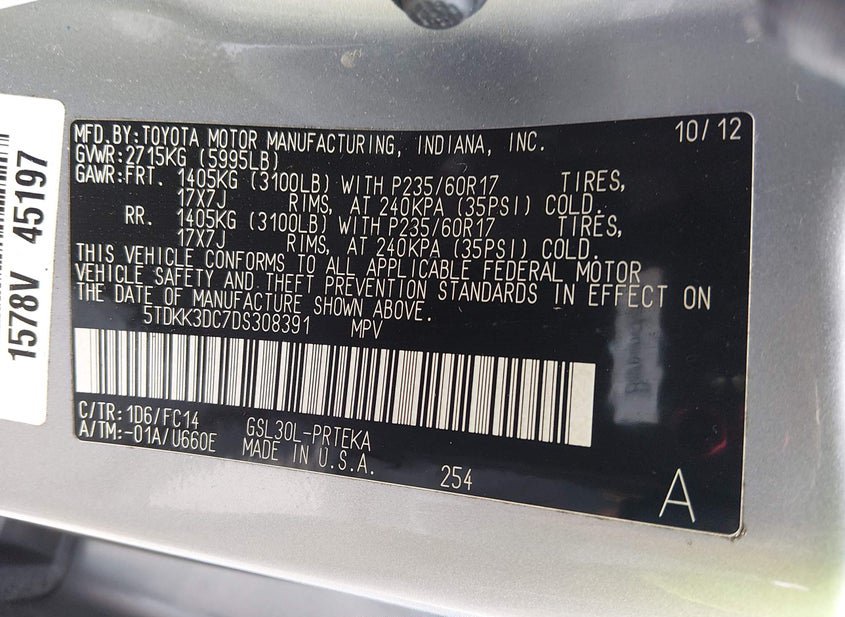 MFD.BY:TOYOTA MOTOR MANUFACTURING, INDIANA, INC. 10/12
GVWR:2715KG (5995LB)
GAWR:FRT. 1405KG (3100LB) WITH P235/60R17 TIRES,
17X7J RIMS, AT 240KPA (35PSI) COLD.
RR. 1405KG (3100LB) WITH P235/60R17 TIRES,
17X7J RIMS, AT 240KPA (35PSI) COLD.
THIS VEHICLE CONFORMS TO ALL APPLICABLE FEDERAL MOTOR
VEHICLE SAFETY AND THEFT PREVENTION STANDARDS IN EFFECT ON
THE DATE OF MANUFACTURE SHOWN ABOVE.
5TDKK3DC7DS308391 MPV
C/TR:1D6/FC14 GSL30L-PRTEKA
A/TM:-01A/U660E MADE IN U.S.A.
254
A
1578V 45197